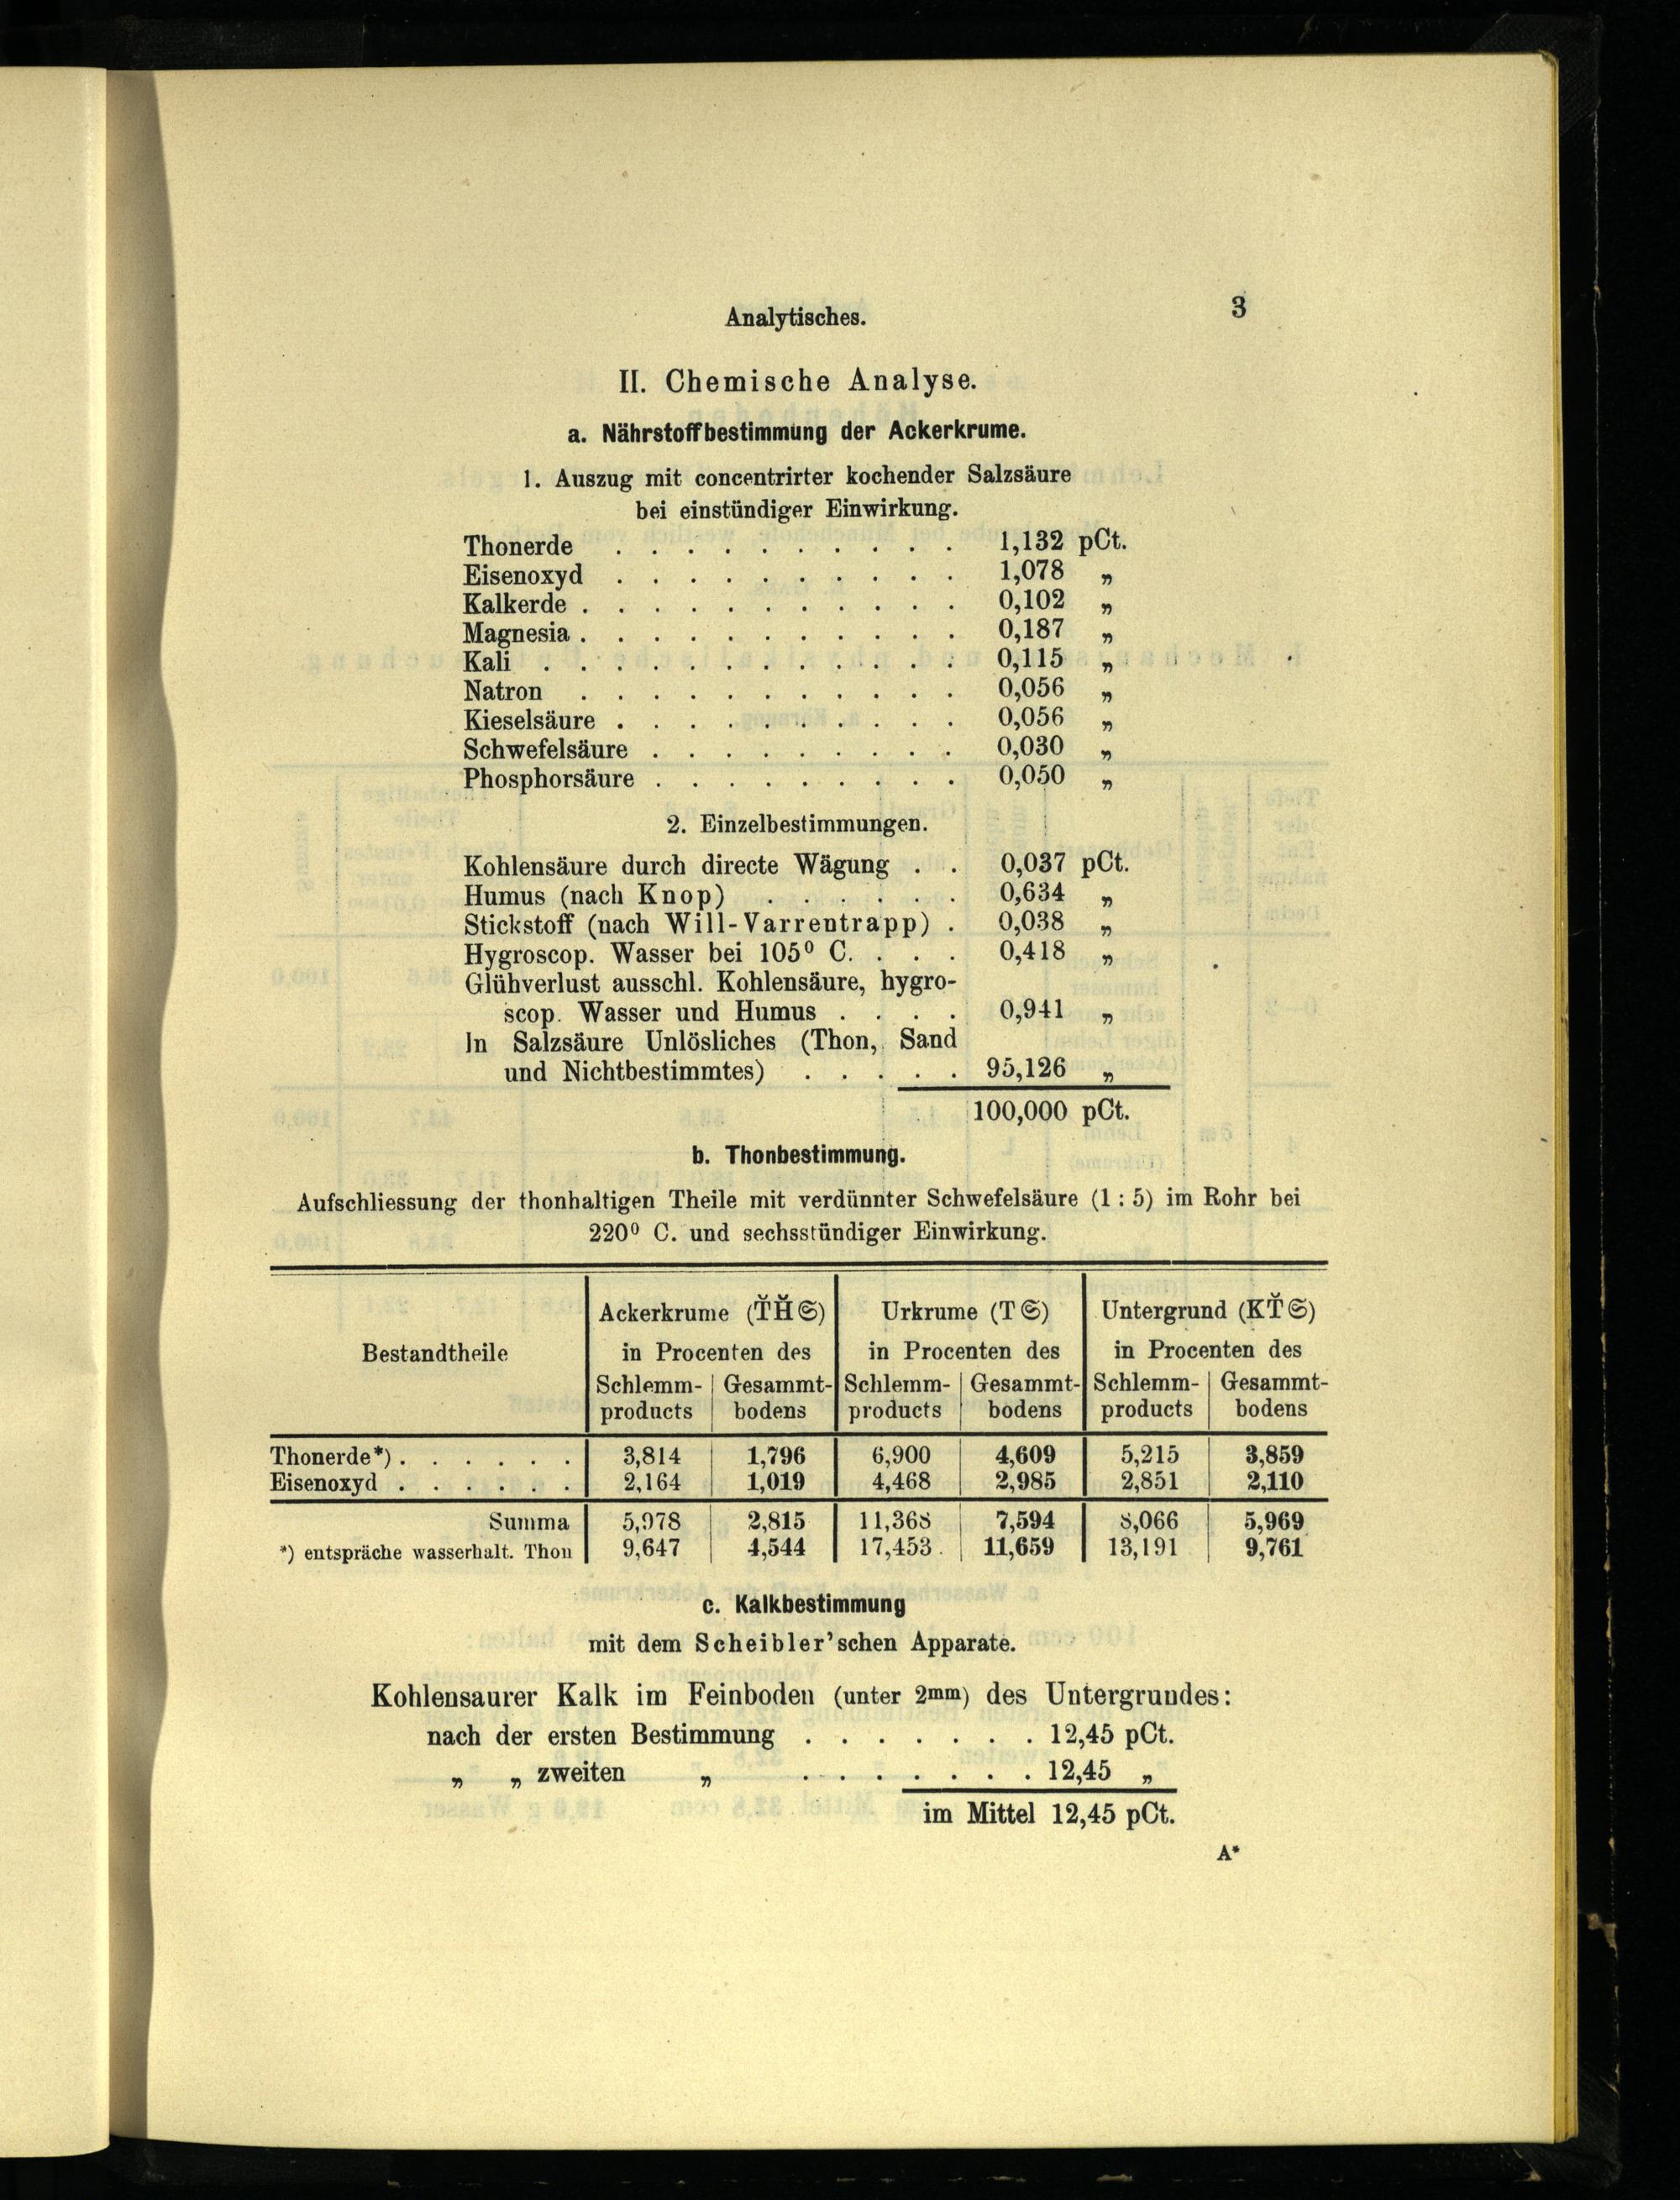 Analytisches.
3
II. Chemische Analyse.
a. Nährstoffbestimmung der Ackerkrume.
1. Auszug mit concentrirter kochender Salzsäure
bei einstündiger Einwirkung.
Thonerde . . . . . . . . . . 1,132 pCt.
Eisenoxyd . . . . . . . . . . 1,078 „
Kalkerde . . . . . . . . . . . 0,102 „
Magnesia . . . . . . . . . . . 0,187 „
Kali . . . . . . . . . . . . 0,115 „
Natron . . . . . . . . . . . 0,056 „
Kieselsäure . . . . . . . . . . 0,056 „
Schwefelsäure . . . . . . . . . 0,030 „
Phosphorsäure . . . . . . . . . 0,050 „
2. Einzelbestimmungen.
Kohlensäure durch directe Wägung . . 0,037 pCt.
Humus (nach Knop) . . . . . . 0,634 „
Stickstoff (nach Will-Varrentrapp) . 0,038 „
Hygroscop. Wasser bei 105⁰ C. . . . 0,418 „
Glühverlust ausschl. Kohlensäure, hygro-
scop. Wasser und Humus . . . . 0,941 „
In Salzsäure Unlösliches (Thon, Sand
und Nichtbestimmtes) . . . . . 95,126 „
100,000 pCt.
b. Thonbestimmung.
Aufschliessung der thonhaltigen Theile mit verdünnter Schwefelsäure (1 : 5) im Rohr bei
220⁰ C. und sechsstündiger Einwirkung.
Bestandtheile
Ackerkrume (ŤȞ𝔖) Urkrume (T𝔖) Untergrund (KŤ𝔖)
in Procenten des in Procenten des in Procenten des
Schlemm- Gesammt- Schlemm- Gesammt- Schlemm- Gesammt-
products bodens products bodens products bodens
Thonerde*) . . . . . . 3,814 1,796 6,900 4,609 5,215 3,859
Eisenoxyd . . . . . . 2,164 1,019 4,468 2,985 2,851 2,110
Summa 5,978 2,815 11,368 7,594 8,066 5,969
*) entspräche wasserhalt. Thon 9,647 4,544 17,453 11,659 13,191 9,761
c. Kalkbestimmung
mit dem Scheibler'schen Apparate.
Kohlensaurer Kalk im Feinboden (unter 2mm) des Untergrundes:
nach der ersten Bestimmung . . . . . . . 12,45 pCt.
„ „ zweiten „ . . . . . . . 12,45 „
im Mittel 12,45 pCt.
A*